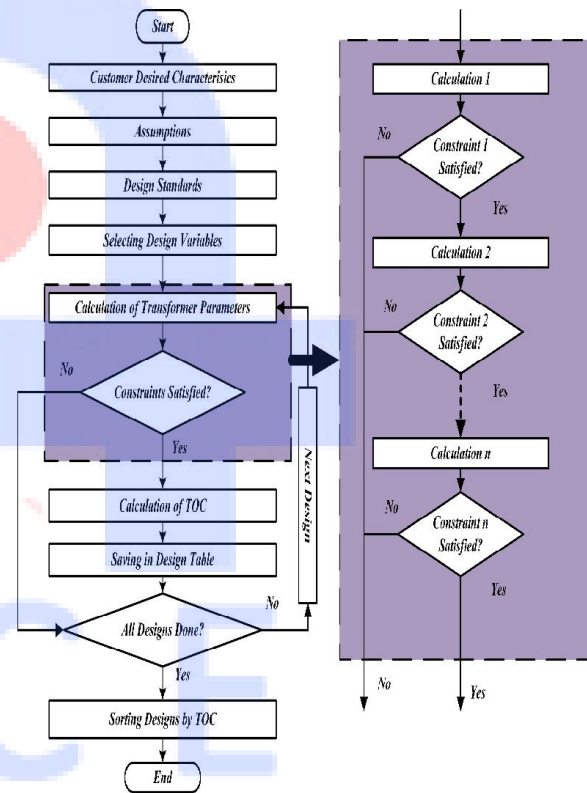 Start
Customer Desired Characterisics
Assumptions
Design Standards
Selecting Design Variables
Calculation of Transformer Parameters
No
Constraints Satisfied?
Yes
Calculation of TOC
Saving in Design Table
All Designs Done?
No
Next Design
Yes
Sorting Designs by TOC
End
Calculation 1
No
Constraint 1
Satisfied?
Yes
Calculation 2
No
Constraint 2
Satisfied?
Yes
Calculation n
No
Constraint n
Satisfied?
Yes
No
Yes
C E